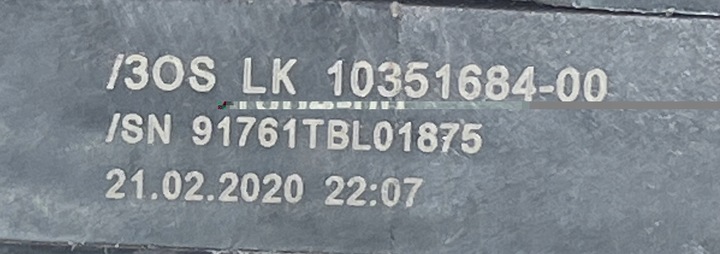 /3OS LK 10351684-00
/SN 91761TBL01875
21.02.2020 22:07